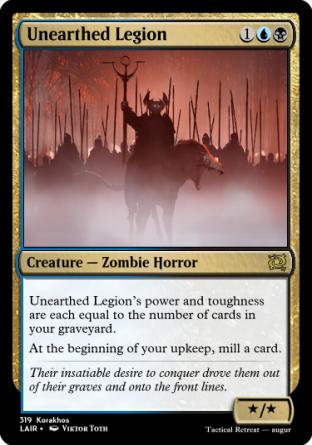 Unearthed Legion 1
Creature — Zombie Horror
Unearthed Legion's power and toughness
are each equal to the number of cards in
your graveyard.
At the beginning of your upkeep, mill a card.
Their insatiable desire to conquer drove them out
of their graves and onto the front lines.
*/*
319 Korakhos
LAIR • Viktor Toth
Tactical Retreat — augur